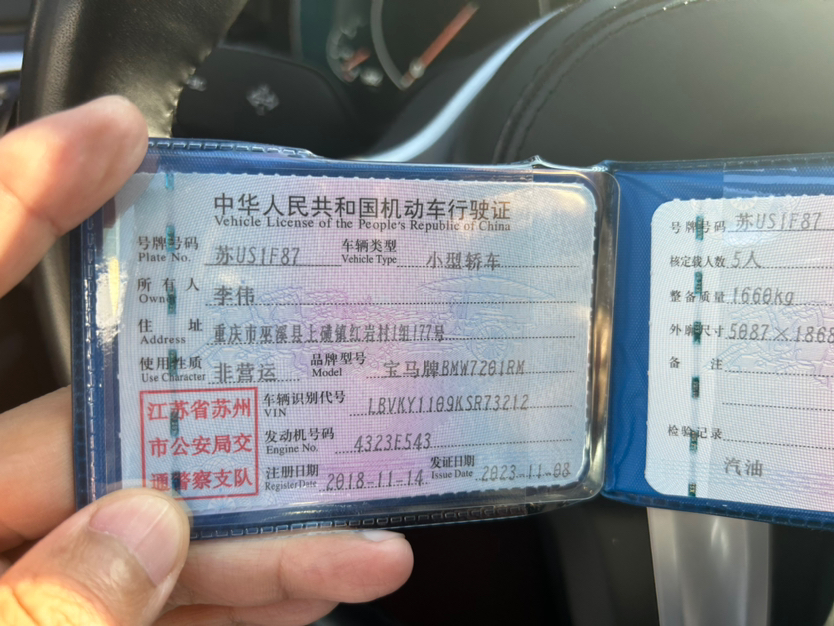 中华人民共和国机动车行驶证
Vehicle License of the People's Republic of China
号牌号码 苏US1F87 车辆类型 小型轿车
Plate No. Vehicle Type
所有人 李伟
Owner
住址 重庆市巫溪县上磺镇红岩村1组177号
Address
使用性质 非营运 品牌型号 宝马牌BMW7201RM
Use Character Model
江苏省苏州
市公安局交
通警察支队
车辆识别代号 LBVKY1109KSR73212
VIN
发动机号码 4323E543
Engine No.
注册日期 2018-11-14 发证日期 2023-11-08
Register Date Issue Date
号牌号码 苏US1F87
核定载人数 5人
整备质量 1660kg
外廓尺寸 5087×1868
备注
检验记录
汽油